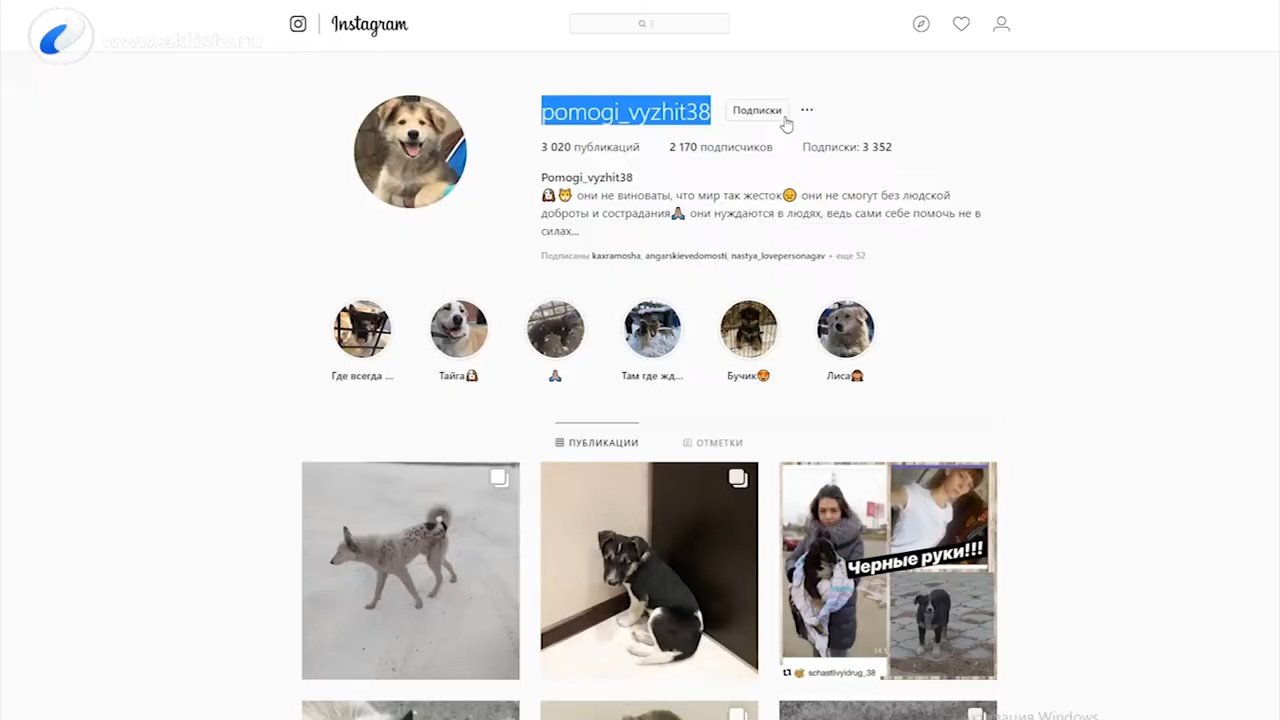 www.aktistv.ru
Instagram
pomogi_vyzhit38 Подписки
3 020 публикаций 2 170 подписчиков Подписки: 3 352
Pomogi_vyzhit38
они не виноваты, что мир так жесток они не смогут без людской
доброты и сострадания они нуждаются в людях, ведь сами себе помочь не в
силах...
Подписаны kaxramosha, angarskievedomosti, nastya_lovepersonagav + еще 52
Где всегда ... Тайга Там где жд... Бучик Лиса
ПУБЛИКАЦИИ ОТМЕТКИ
Черные руки!!!
schastlivyidrug_38
Windows